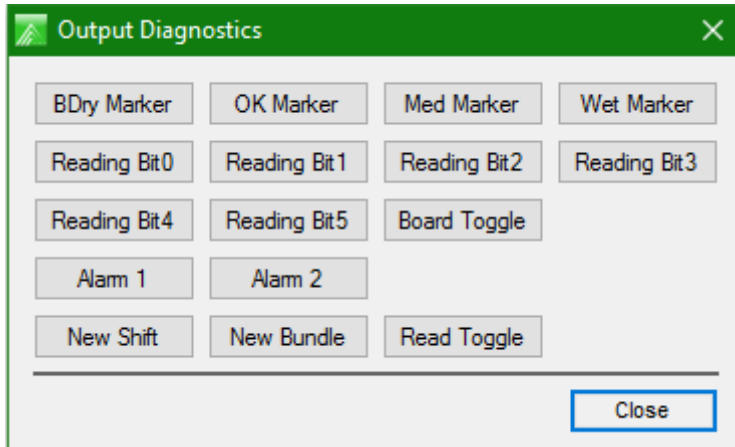 Output Diagnostics
BDry Marker OK Marker Med Marker Wet Marker
Reading Bit0 Reading Bit1 Reading Bit2 Reading Bit3
Reading Bit4 Reading Bit5 Board Toggle
Alarm 1 Alarm 2
New Shift New Bundle Read Toggle
Close